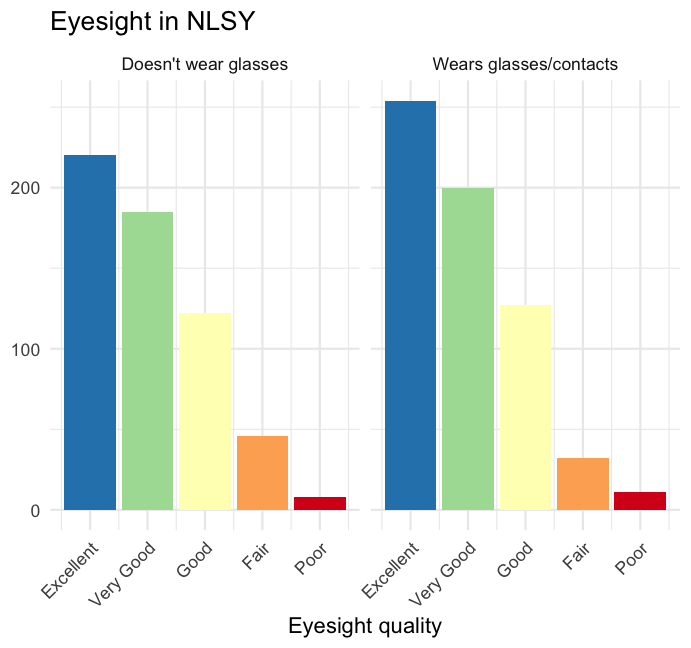 Eyesight in NLSY
Doesn't wear glasses
Wears glasses/contacts
200
100
0
Excellent
Very Good
Good
Fair
Poor
Excellent
Very Good
Good
Fair
Poor
Eyesight quality